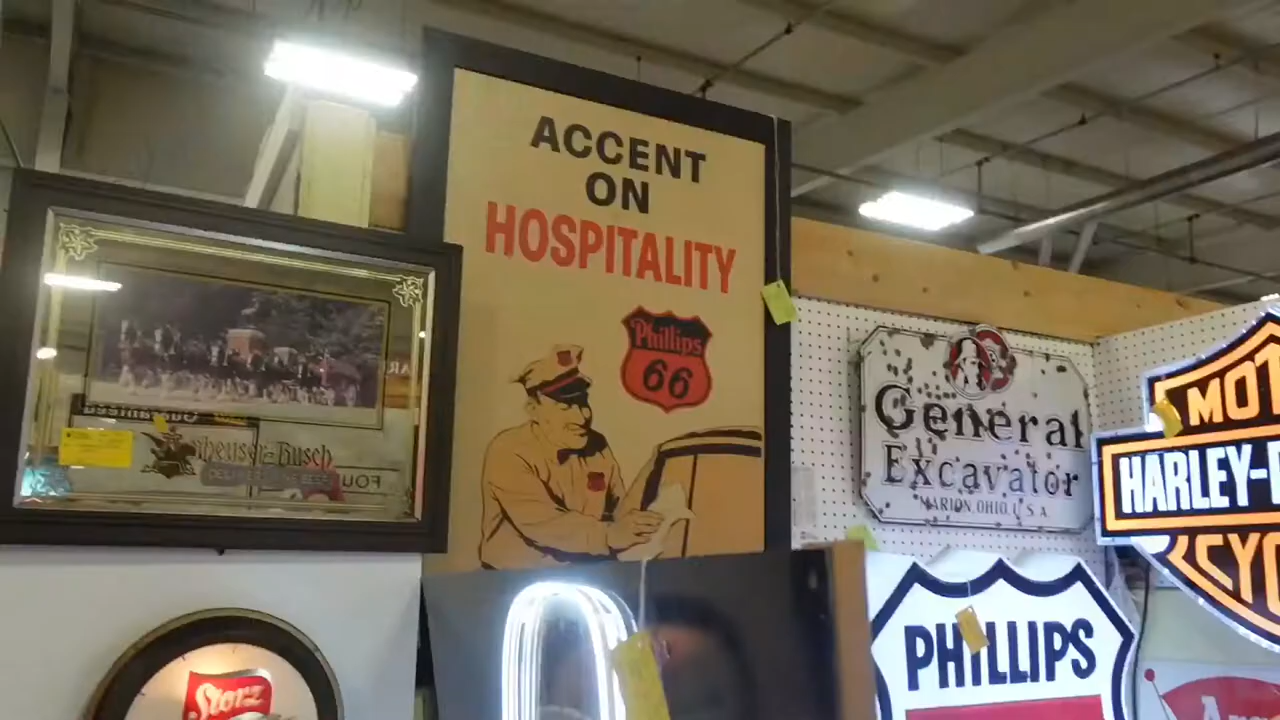 ACCENT
ON
HOSPITALITY
Phillips
66
Anheuser-Busch
General
Excavator
MARION, OHIO, U.S.A.
MOT
HARLEY-D
CYC
PHILLIPS
Storz